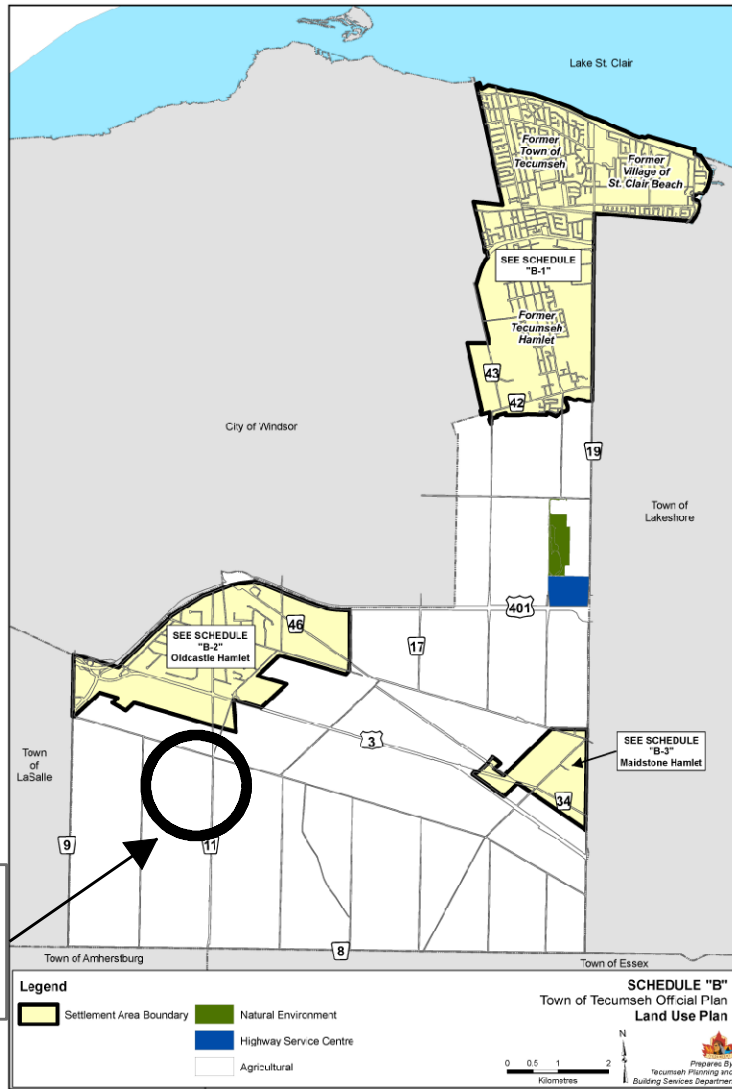 Lake St. Clair
Former
Town of
Tecumseh
Former
Village of
St. Clair Beach
SEE SCHEDULE
"B-1"
Former
Tecumseh
Hamlet
43
42
City of Windsor
19
Town of
Lakeshore
401
46
SEE SCHEDULE
"B-2"
Oldcastle Hamlet
17
3
SEE SCHEDULE
"B-3"
Maidstone Hamlet
Town
of
LaSalle
34
9
11
8
Town of Amherstburg
Town of Essex
Legend
Settlement Area Boundary
Natural Environment
Highway Service Centre
Agricultural
SCHEDULE "B"
Town of Tecumseh Official Plan
Land Use Plan
N
0 0.5 1 2
Kilometres
Prepares By
Tecumseh Planning and
Building Services Department